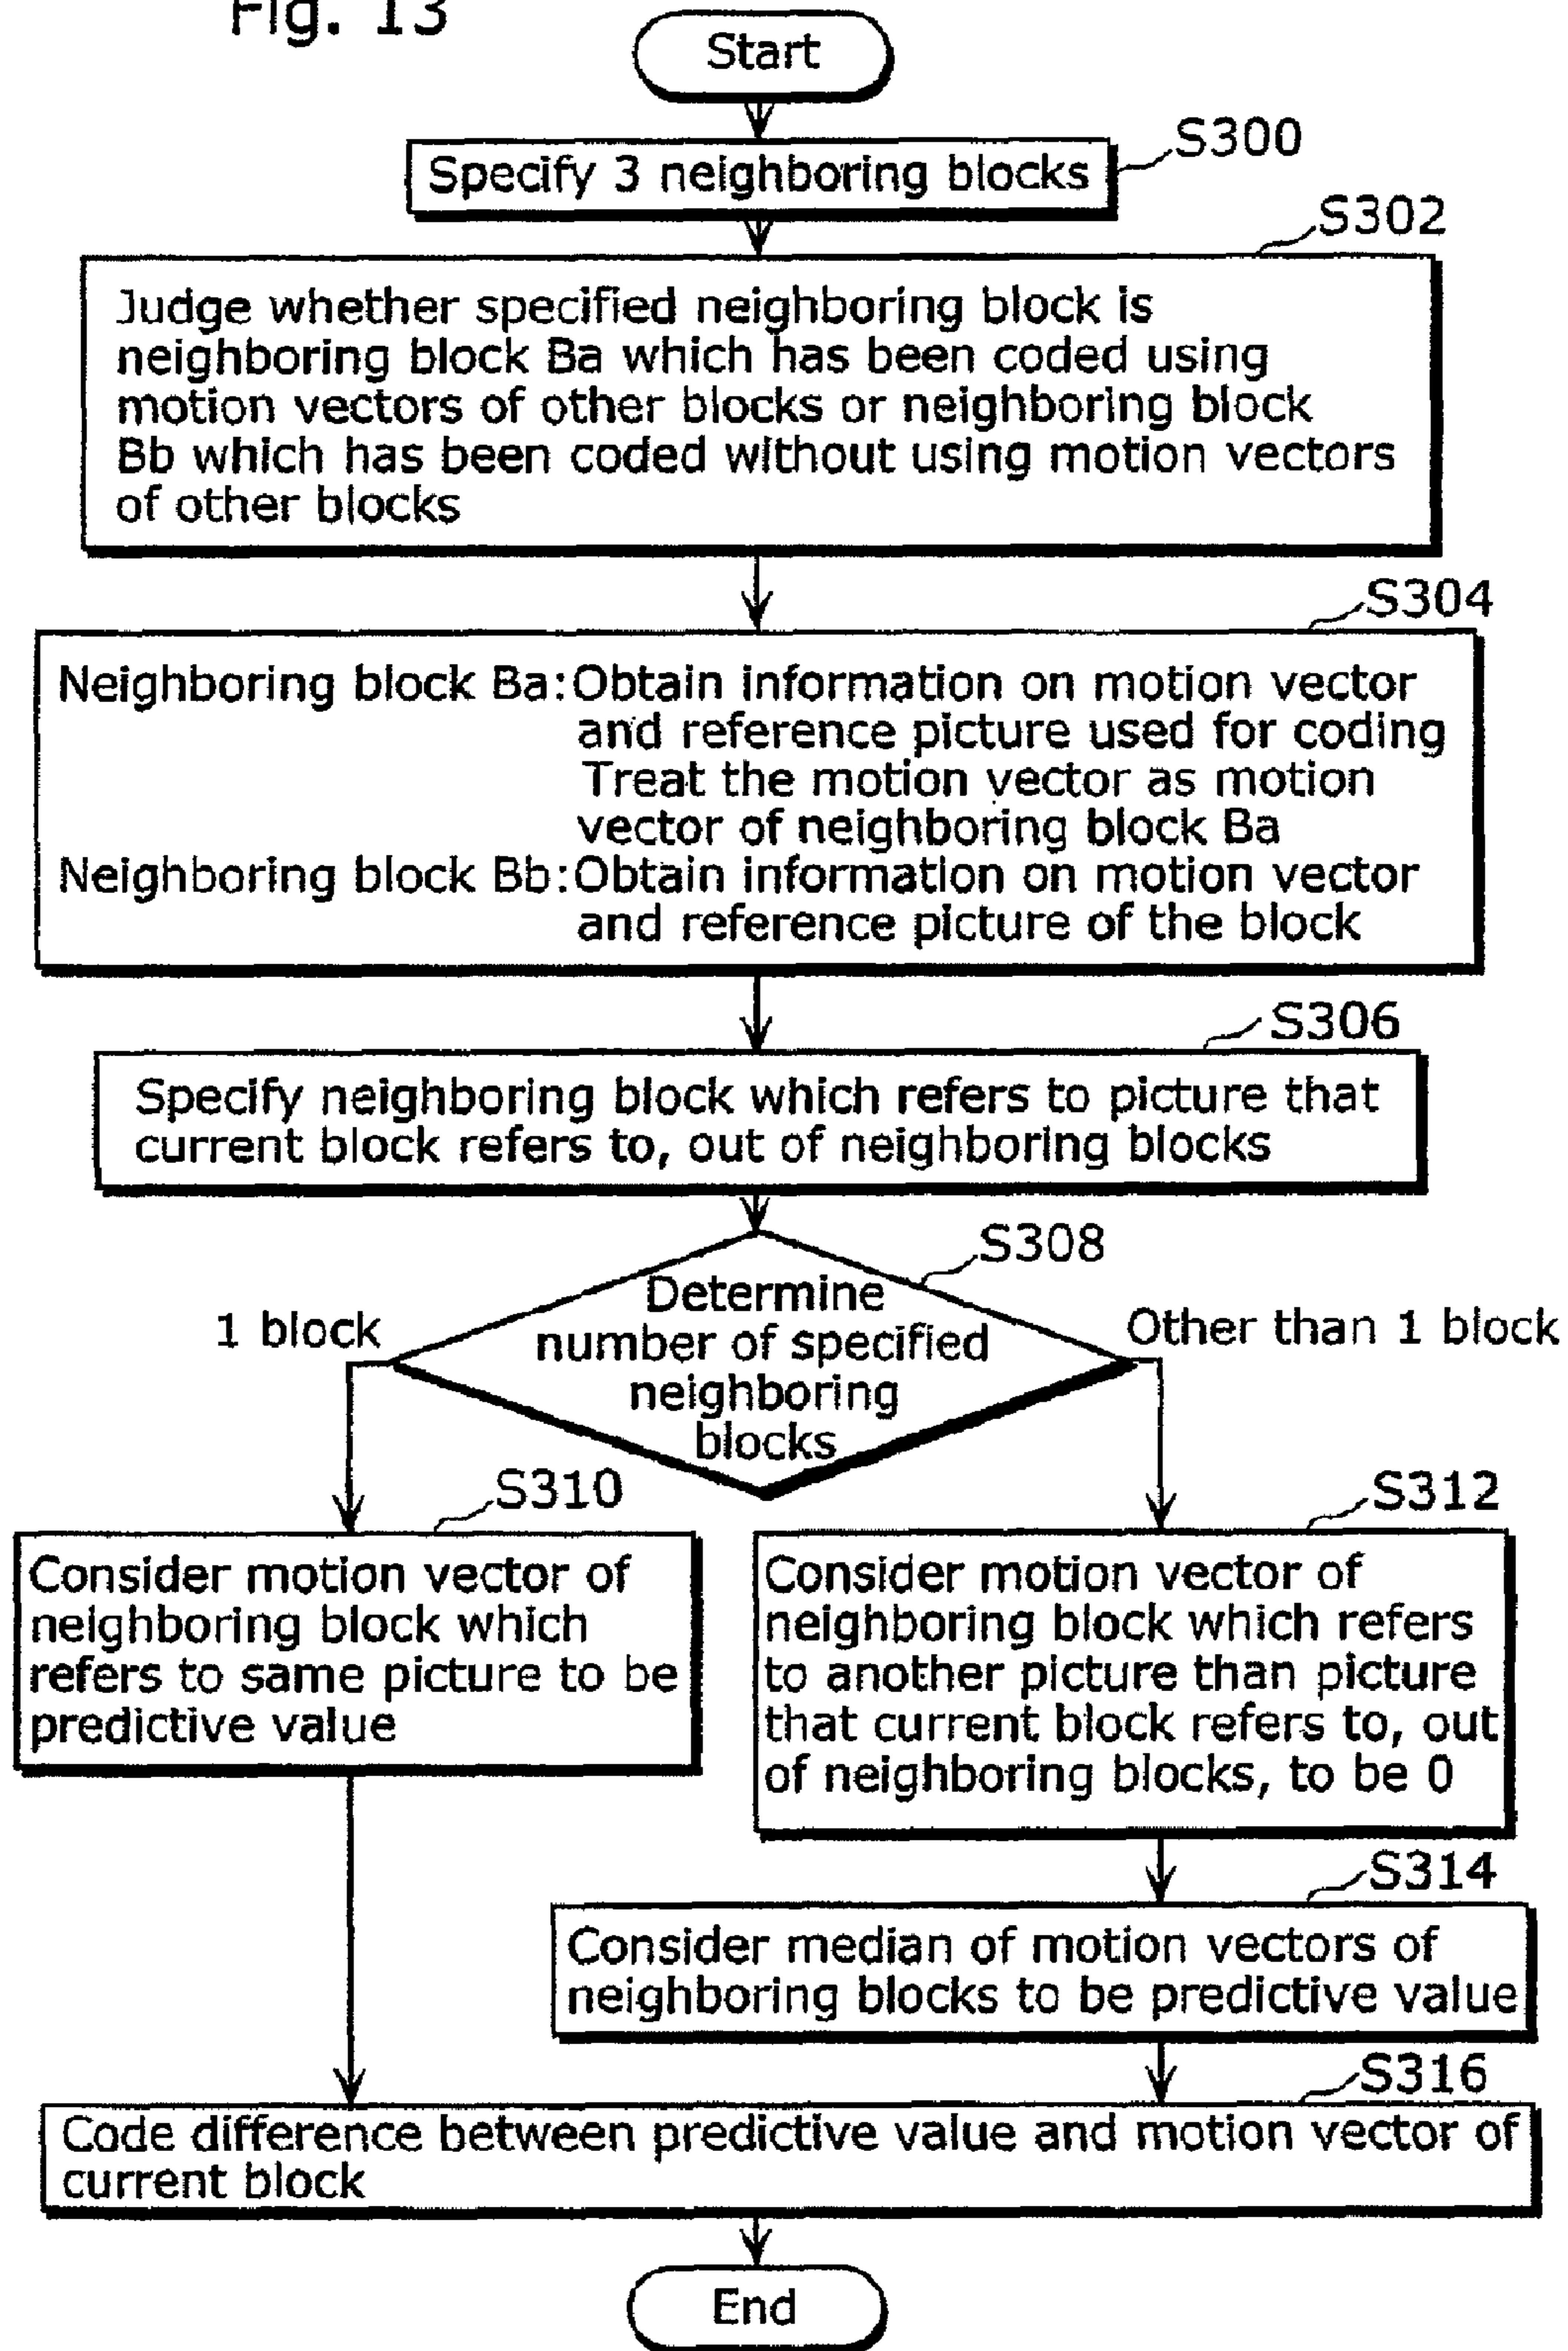 Fig. 13
Start
S300
Specify 3 neighboring blocks
S302
Judge whether specified neighboring block is
neighboring block Ba which has been coded using
motion vectors of other blocks or neighboring block
Bb which has been coded without using motion vectors
of other blocks
S304
Neighboring block Ba:Obtain information on motion vector
and reference picture used for coding
Treat the motion vector as motion
vector of neighboring block Ba
Neighboring block Bb:Obtain information on motion vector
and reference picture of the block
S306
Specify neighboring block which refers to picture that
current block refers to, out of neighboring blocks
S308
Determine
number of specified
neighboring
blocks
1 block
Other than 1 block
S310
Consider motion vector of
neighboring block which
refers to same picture to be
predictive value
S312
Consider motion vector of
neighboring block which refers
to another picture than picture
that current block refers to, out
of neighboring blocks, to be 0
S314
Consider median of motion vectors of
neighboring blocks to be predictive value
S316
Code difference between predictive value and motion vector of
current block
End